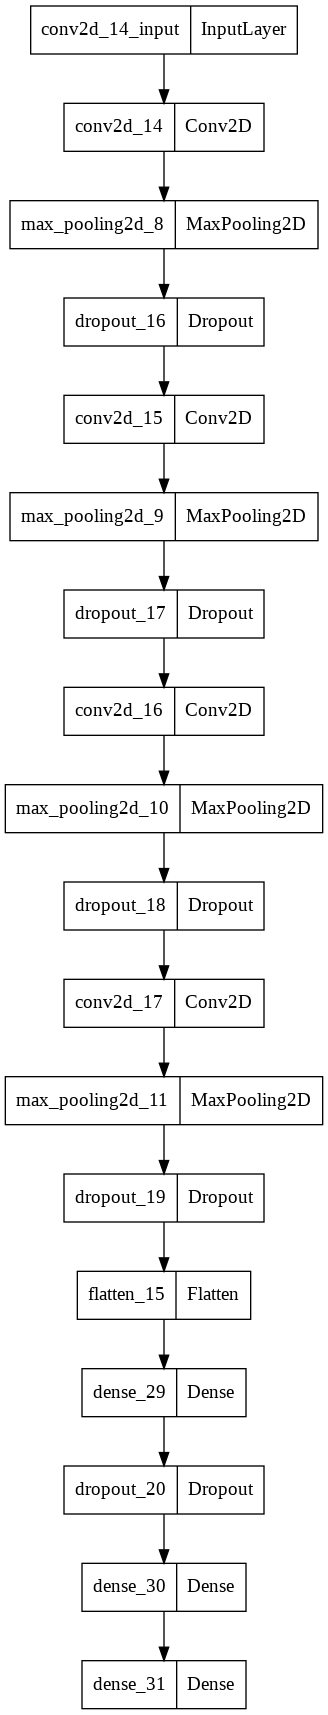 conv2d_14_input InputLayer
conv2d_14 Conv2D
max_pooling2d_8 MaxPooling2D
dropout_16 Dropout
conv2d_15 Conv2D
max_pooling2d_9 MaxPooling2D
dropout_17 Dropout
conv2d_16 Conv2D
max_pooling2d_10 MaxPooling2D
dropout_18 Dropout
conv2d_17 Conv2D
max_pooling2d_11 MaxPooling2D
dropout_19 Dropout
flatten_15 Flatten
dense_29 Dense
dropout_20 Dropout
dense_30 Dense
dense_31 Dense